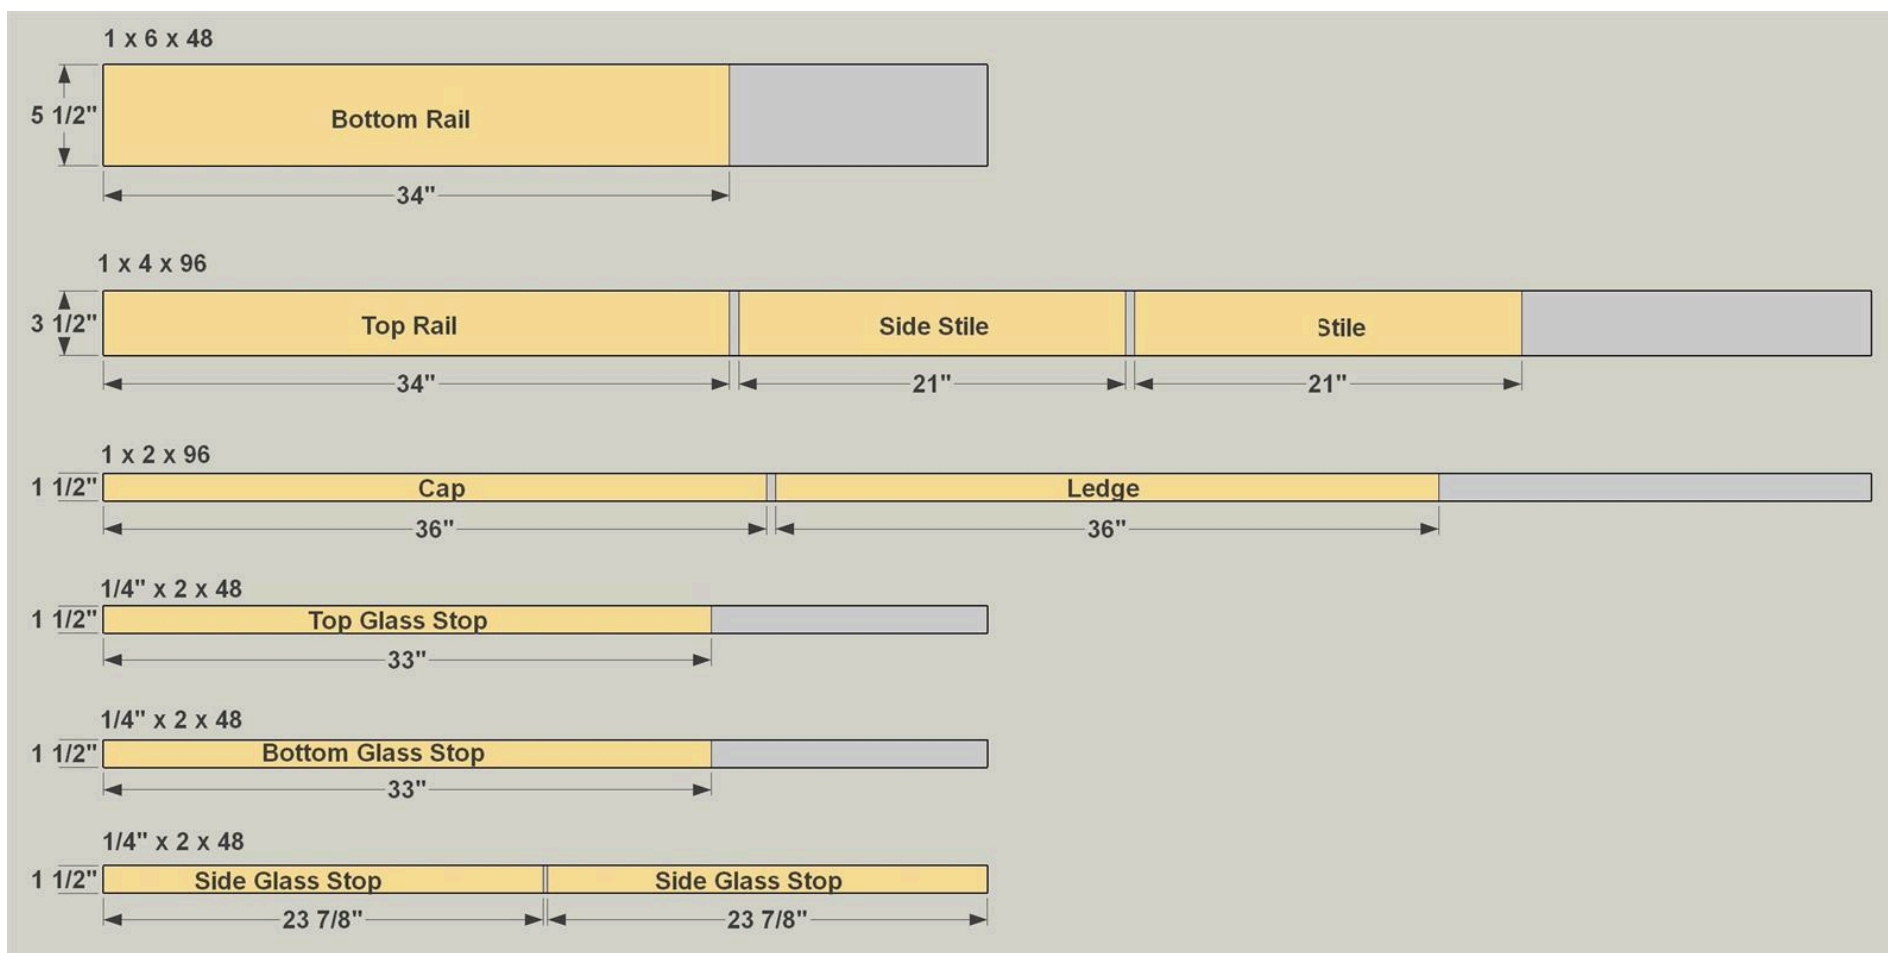 1 x 6 x 48
5 1/2"
Bottom Rail
34"
1 x 4 x 96
3 1/2"
Top Rail
Side Stile
Stile
34"
21"
21"
1 x 2 x 96
1 1/2"
Cap
Ledge
36"
36"
1/4" x 2 x 48
1 1/2"
Top Glass Stop
33"
1/4" x 2 x 48
1 1/2"
Bottom Glass Stop
33"
1/4" x 2 x 48
1 1/2"
Side Glass Stop
Side Glass Stop
23 7/8"
23 7/8"